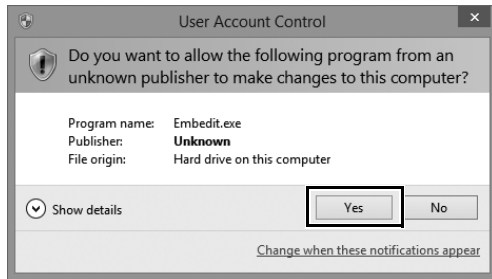 User Account Control
Do you want to allow the following program from an
unknown publisher to make changes to this computer?
Program name: Embedit.exe
Publisher: Unknown
File origin: Hard drive on this computer
Show details Yes No
Change when these notifications appear